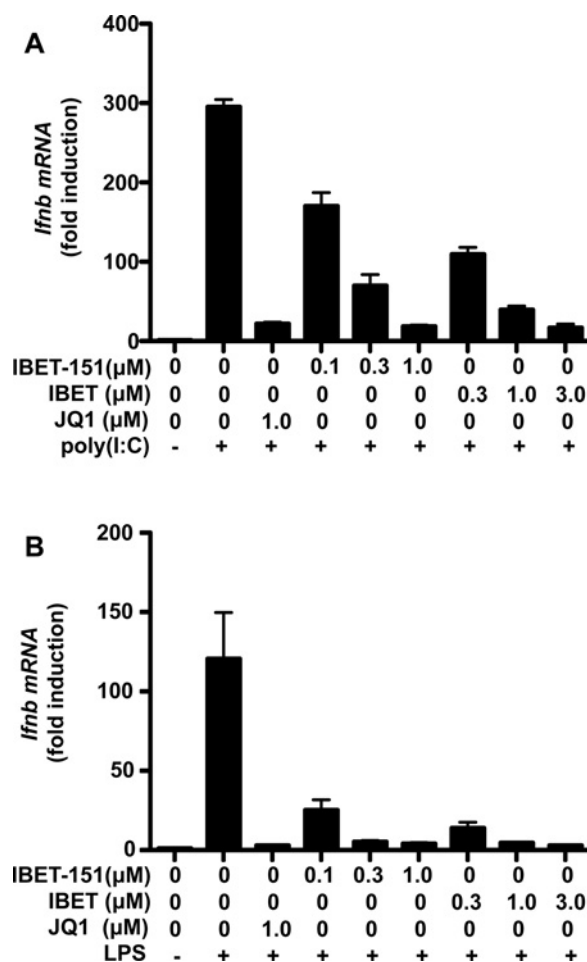 A
400
300
200
100
0
Ifnb mRNA
(fold induction)
IBET-151(μM) 0 0 0 0.1 0.3 1.0 0 0 0
IBET (μM) 0 0 0 0 0 0 0.3 1.0 3.0
JQ1 (μM) 0 0 1.0 0 0 0 0 0 0
poly(I:C) - + + + + + + + +
B
200
150
100
50
0
Ifnb mRNA
(fold induction)
IBET-151(μM) 0 0 0 0.1 0.3 1.0 0 0 0
IBET (μM) 0 0 0 0 0 0 0.3 1.0 3.0
JQ1 (μM) 0 0 1.0 0 0 0 0 0 0
LPS - + + + + + + + +